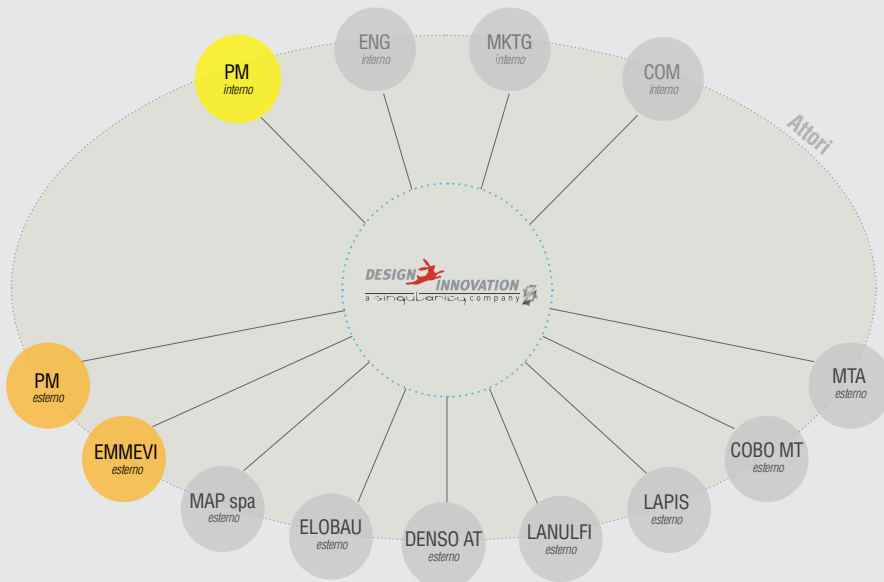 PM
interno
ENG
interno
MKTG
interno
COM
interno
Attori
DESIGN
INNOVATION
a singularity company
PM
esterno
EMMEVI
esterno
MAP spa
esterno
ELOBAU
esterno
DENSO AT
esterno
LANULFI
esterno
LAPIS
esterno
COBO MT
esterno
MTA
esterno